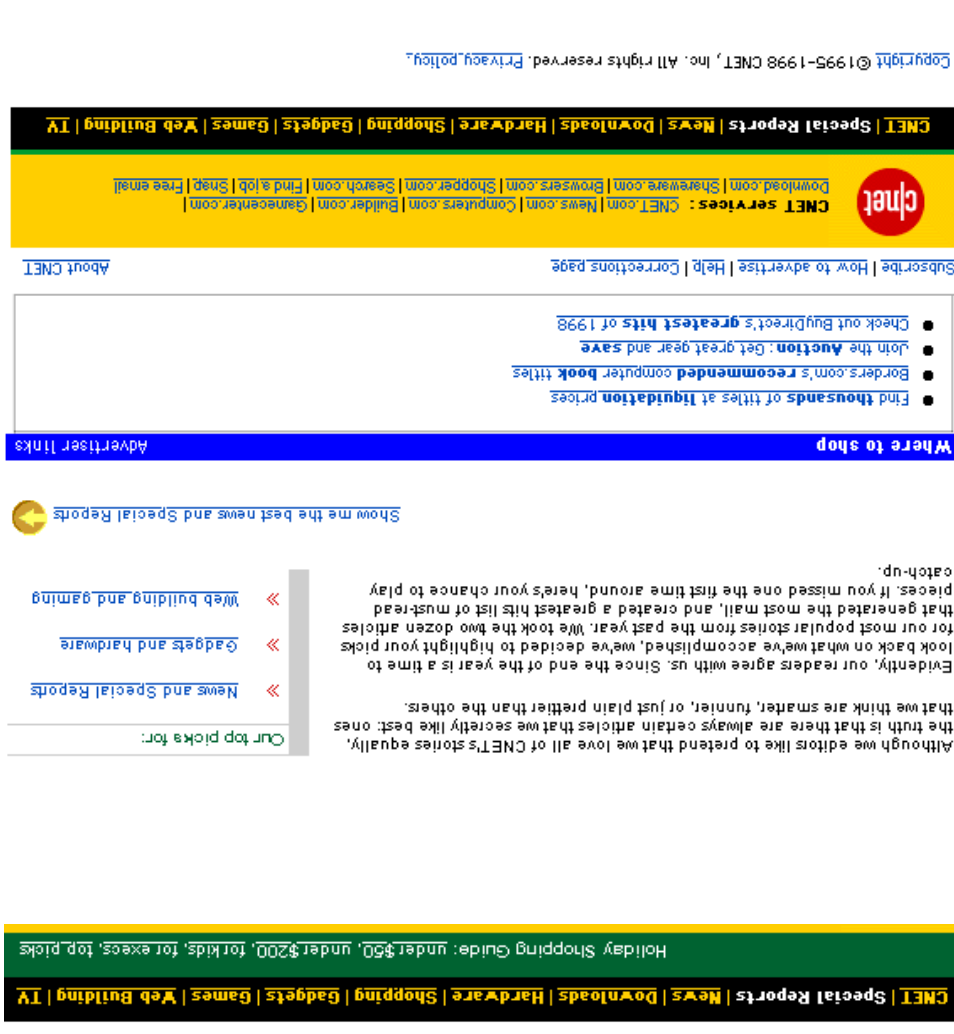 CNET | Special Reports | News | Downloads | Hardware | Shopping | Gadgets | Games | Web Building | TV
Holiday Shopping Guide: under $50, under $200, for kids, for execs, top picks
Although we editors like to pretend that we love all of CNET's stories equally,
the truth is that there are always certain articles that we secretly like best: ones
that we think are smarter, funnier, or just plain prettier than the others.
Evidently, our readers agree with us. Since the end of the year is a time to
look back on what we've accomplished, we've decided to highlight your picks
for our most popular stories from the past year. We took the two dozen articles
that generated the most mail, and created a greatest hits list of must-read
pieces. If you missed one the first time around, here's your chance to play
catch-up.
Our top picks for:
News and Special Reports
Gadgets and hardware
Web building and gaming
Show me the best news and Special Reports
Where to shop
Advertiser links
Find thousands of titles at liquidation prices
Borders.com's recommended computer book titles
Join the Auction: Get great gear and save
Check out BuyDirect's greatest hits of 1998
Subscribe | How to advertise | Help | Corrections page
About CNET
c|net
CNET services: CNET.com | News.com | Computers.com | Builder.com | Gamecenter.com |
Download.com | Shareware.com | Browsers.com | Shopper.com | Search.com | Find a job | Snap | Free email
CNET | Special Reports | News | Downloads | Hardware | Shopping | Gadgets | Games | Web Building | TV
Copyright ©1995-1998 CNET, Inc. All rights reserved. Privacy policy.